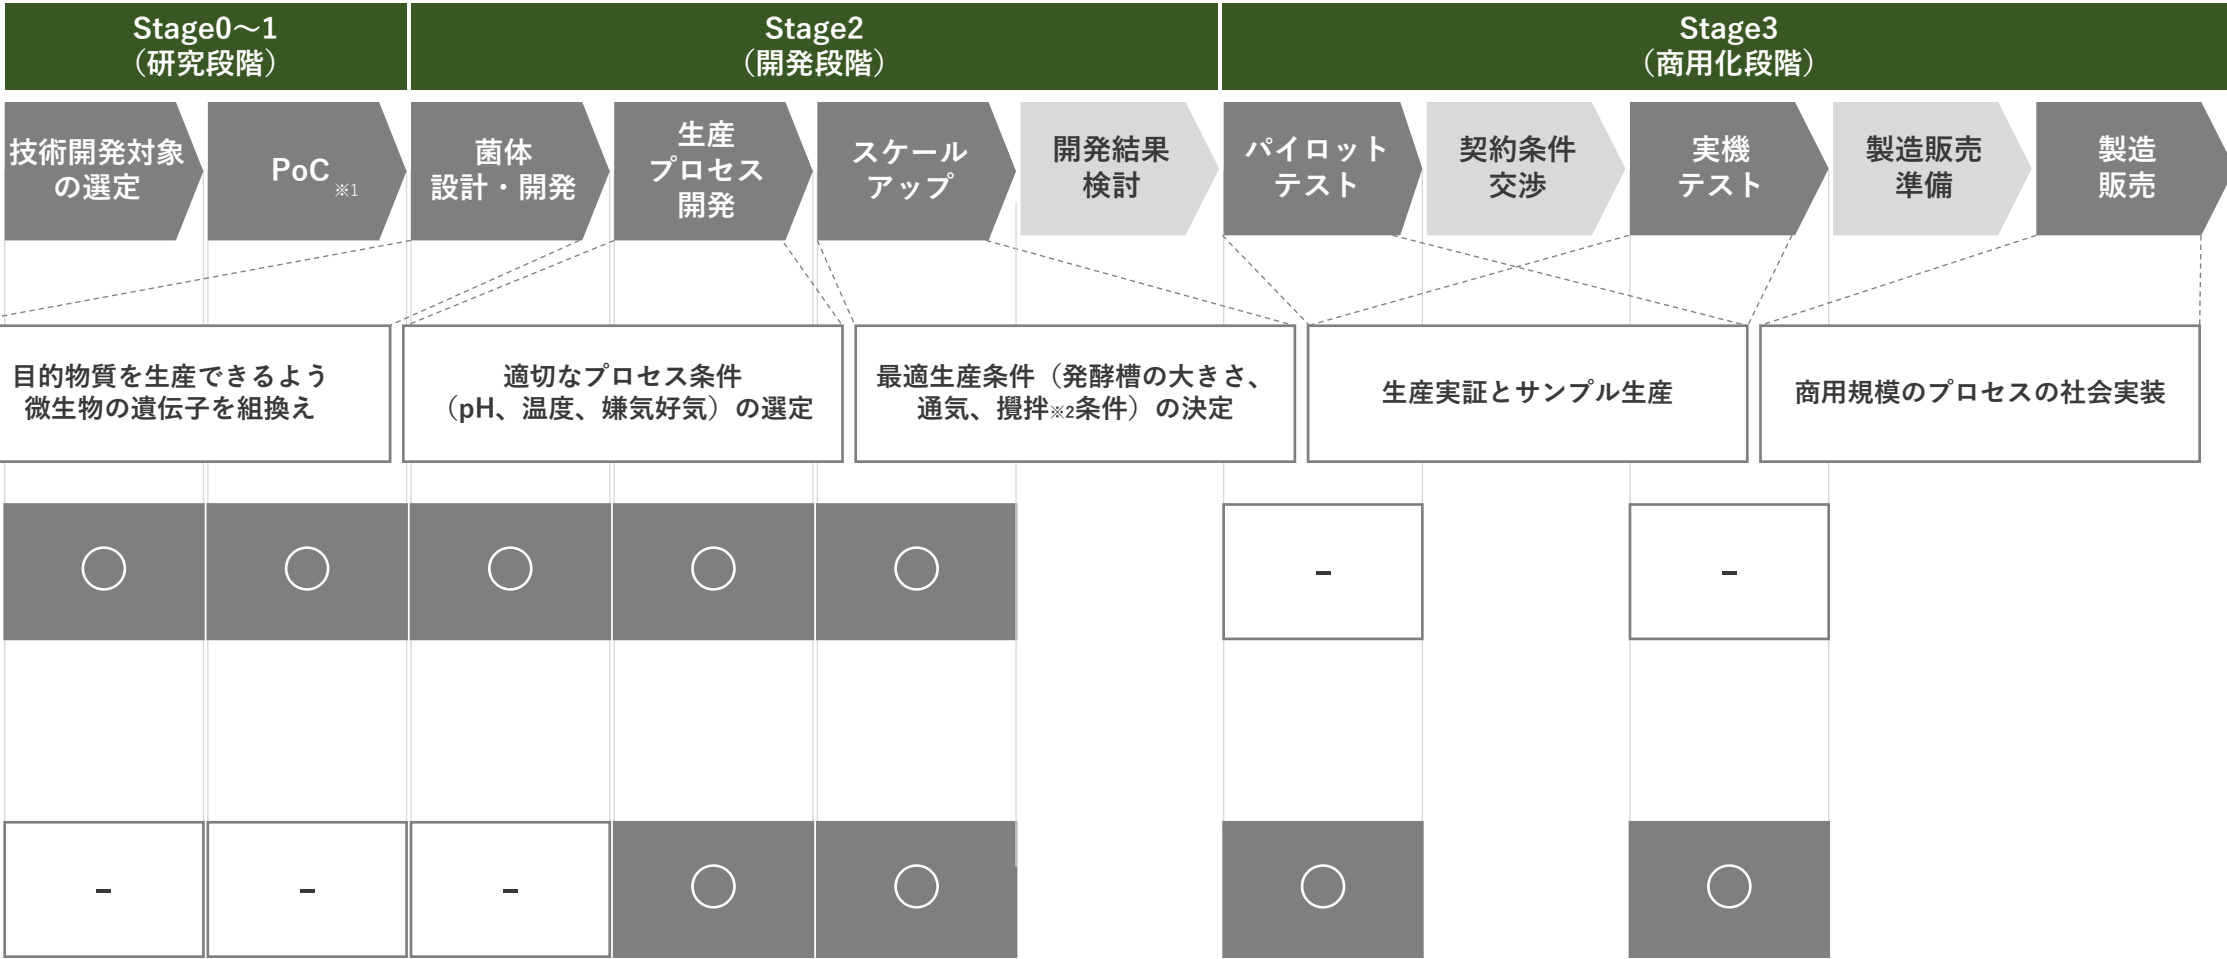 Stage0～1
（研究段階）
Stage2
（開発段階）
Stage3
（商用化段階）
技術開発対象
の選定
PoC ※1
菌体
設計・開発
生産
プロセス
開発
スケール
アップ
開発結果
検討
パイロット
テスト
契約条件
交渉
実機
テスト
製造販売
準備
製造
販売
目的物質を生産できるよう
微生物の遺伝子を組換え
適切なプロセス条件
（pH、温度、嫌気好気）の選定
最適生産条件（発酵槽の大きさ、
通気、攪拌※2条件）の決定
生産実証とサンプル生産
商用規模のプロセスの社会実装
○ ○ ○ ○ ○ - -
- - - ○ ○ ○ ○